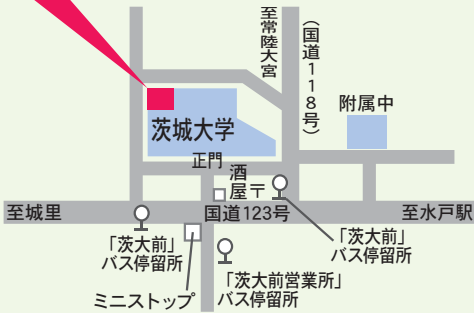 至常陸大宮
（国道118号）
附属中
茨城大学
正門
酒屋
〒
至城里
国道123号
至水戸駅
「茨大前」
バス停留所
「茨大前」
バス停留所
「茨大前営業所」
バス停留所
ミニストップ